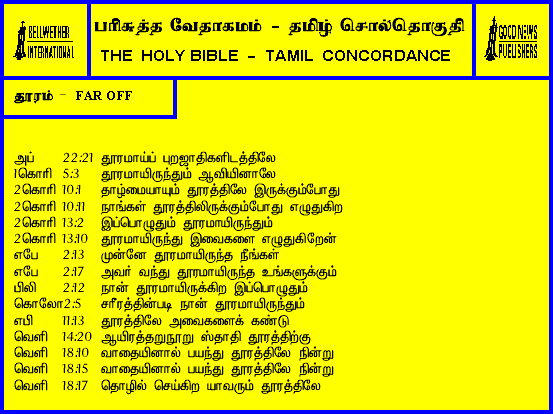 BELLWETHER
INTERNATIONAL
பரிசுத்த வேதாகமம் - தமிழ் சொல்தொகுதி
THE HOLY BIBLE - TAMIL CONCORDANCE
GOOD NEWS
PUBLISHERS
தூரம் - FAR OFF
அப் 22:21 தூரமாய்ப் புறஜாதிகளிடத்திலே
1கொரி 5:3 தூரமாயிருந்தும் ஆவியினாலே
2கொரி 10:1 தாழ்மையாயும் தூரத்திலே இருக்கும்போது
2கொரி 10:11 நாங்கள் தூரத்திலிருக்கும்போது எழுதுகிற
2கொரி 13:2 இப்பொழுதும் தூரமாயிருந்தும்
2கொரி 13:10 தூரமாயிருந்து இவைகளை எழுதுகிறேன்
எபே 2:13 முன்னே தூரமாயிருந்த நீங்கள்
எபே 2:17 அவர் வந்து தூரமாயிருந்த உங்களுக்கும்
பிலி 2:12 நான் தூரமாயிருக்கிற இப்பொழுதும்
கொலோ 2:5 சரீரத்தின்படி நான் தூரமாயிருந்தும்
எபி 11:13 தூரத்திலே அவைகளைக் கண்டு
வெளி 14:20 ஆயிரத்தறுநூறு ஸ்தாதி தூரத்திற்கு
வெளி 18:10 வாதையினால் பயந்து தூரத்திலே நின்று
வெளி 18:15 வாதையினால் பயந்து தூரத்திலே நின்று
வெளி 18:17 தொழில் செய்கிற யாவரும் தூரத்திலே